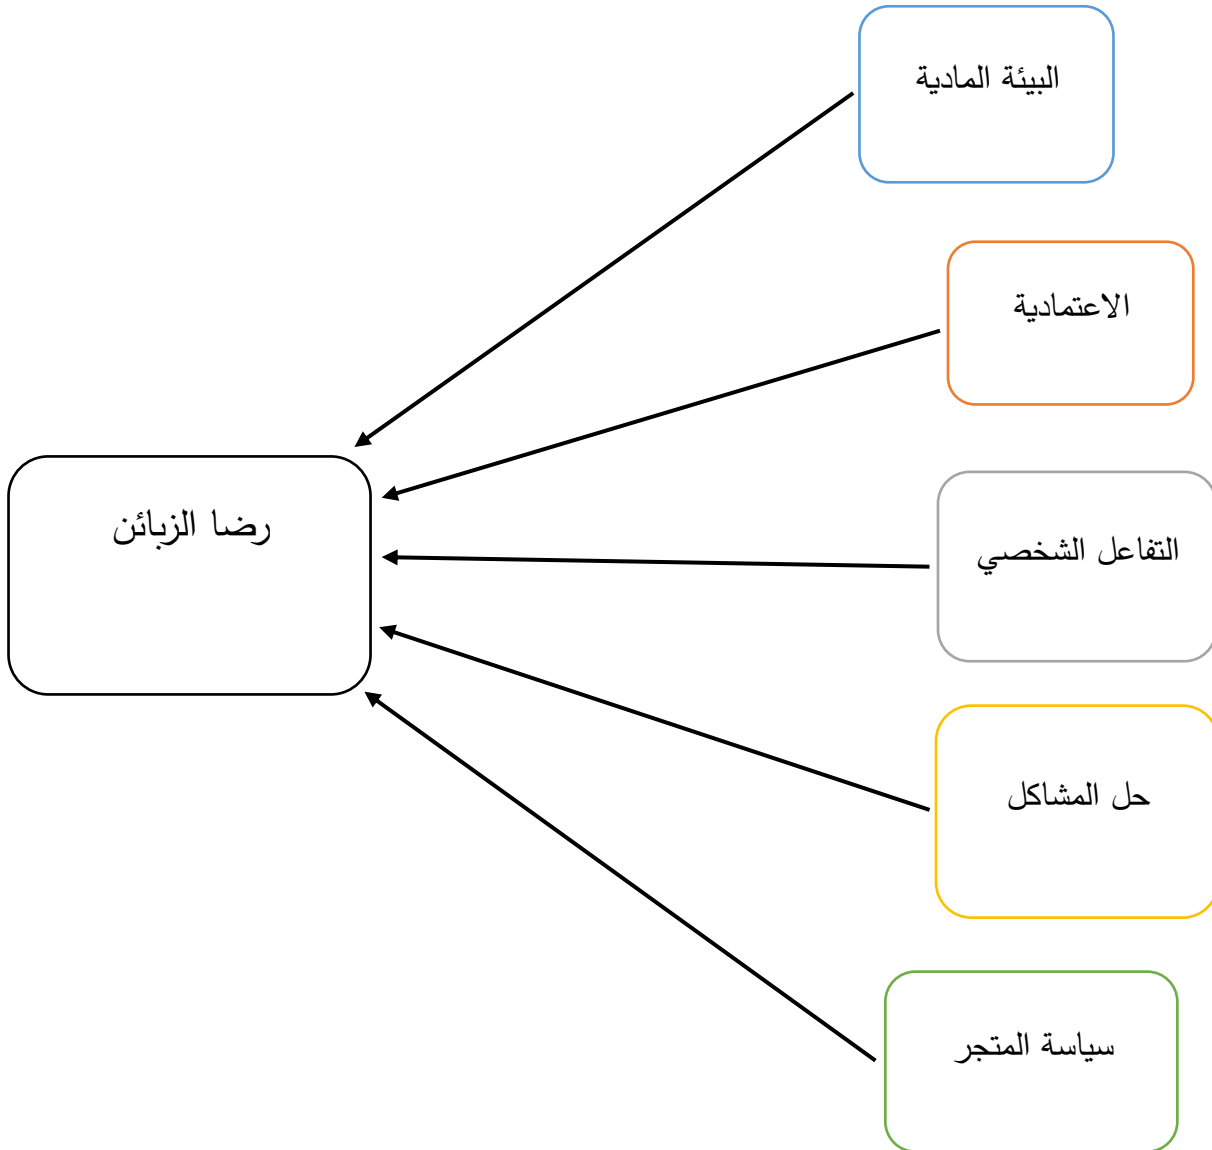 البيئة المادية
الاعتمادية
التفاعل الشخصي
حل المشاكل
سياسة المتجر
رضا الزبائن